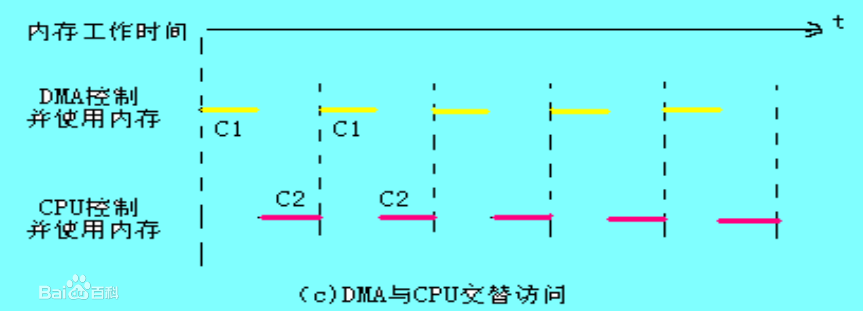 内存工作时间
t
DMA控制
并使用内存
C1
C1
C2
C2
CPU控制
并使用内存
Bai百科
(c)DMA与CPU交替访问